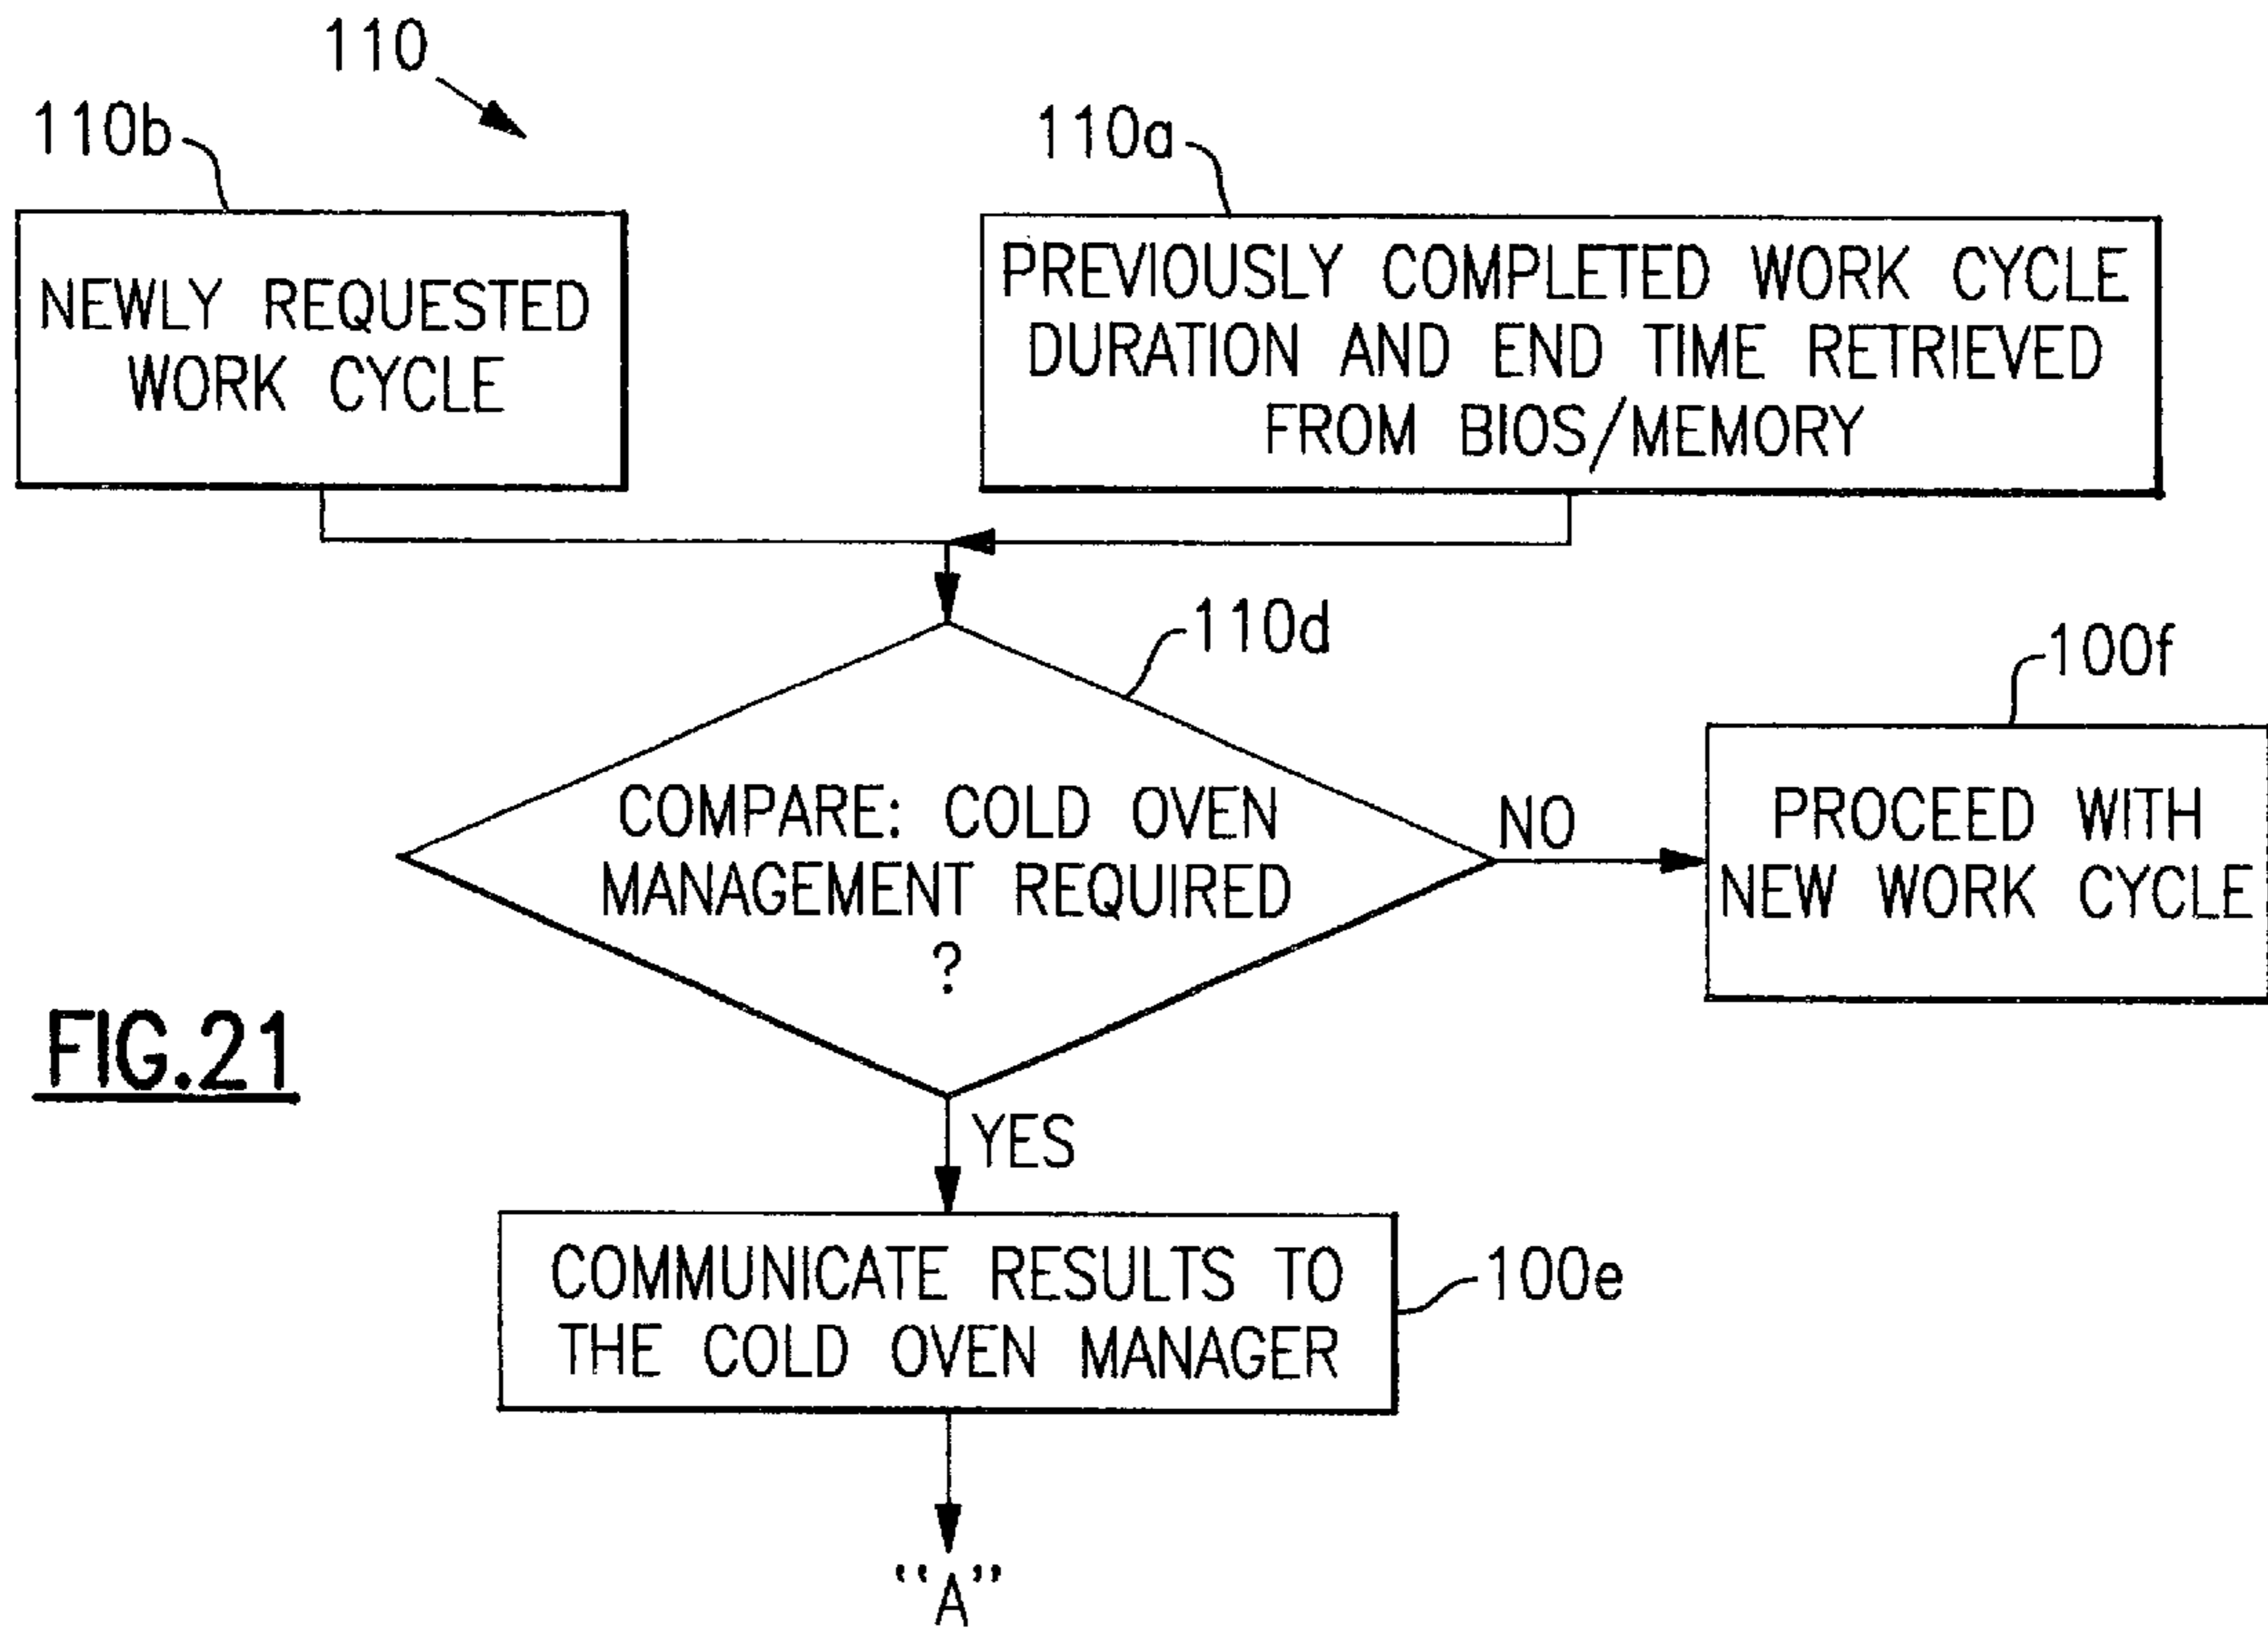 110
110b
110a
NEWLY REQUESTED
WORK CYCLE
PREVIOUSLY COMPLETED WORK CYCLE
DURATION AND END TIME RETRIEVED
FROM BIOS/MEMORY
110d
100f
COMPARE: COLD OVEN
MANAGEMENT REQUIRED
?
NO
PROCEED WITH
NEW WORK CYCLE
FIG.21
YES
COMMUNICATE RESULTS TO
THE COLD OVEN MANAGER
100e
"A"